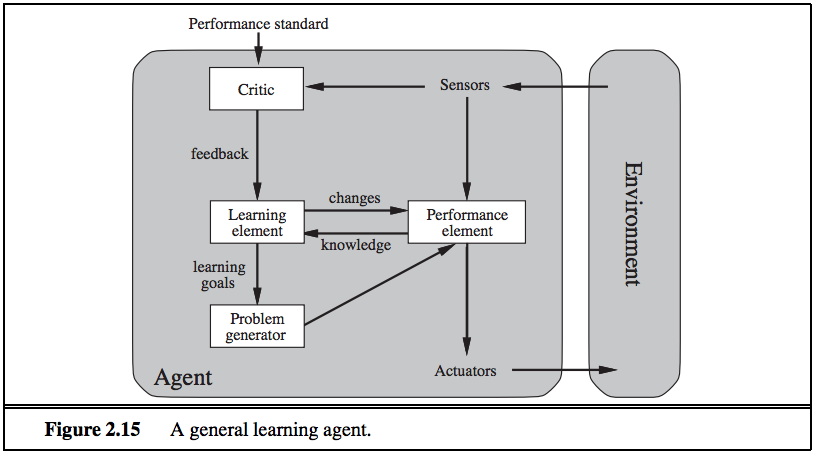 Performance standard
Critic
Sensors
feedback
Environment
changes
Learning
element
Performance
element
knowledge
learning
goals
Problem
generator
Agent
Actuators
Figure 2.15 A general learning agent.